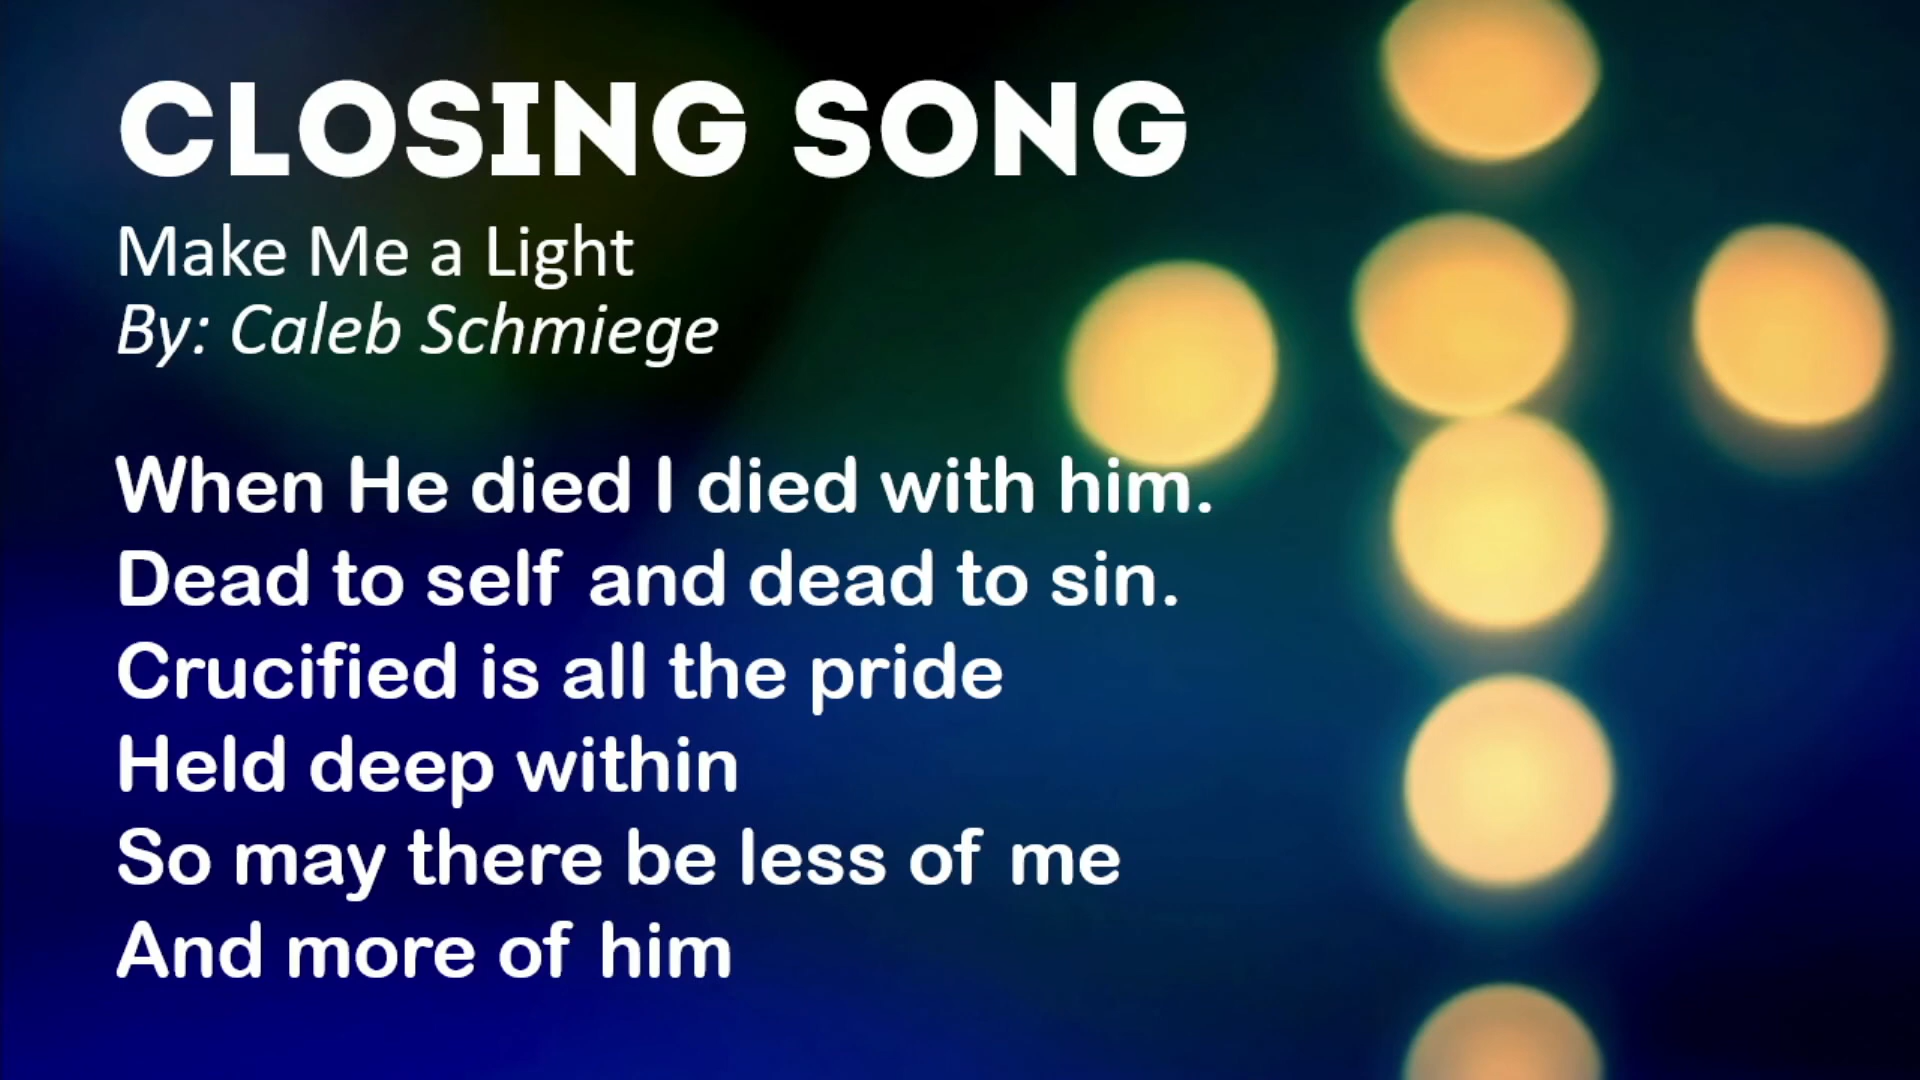 CLOSING SONG
Make Me a Light
By: Caleb Schmiege
When He died I died with him.
Dead to self and dead to sin.
Crucified is all the pride
Held deep within
So may there be less of me
And more of him